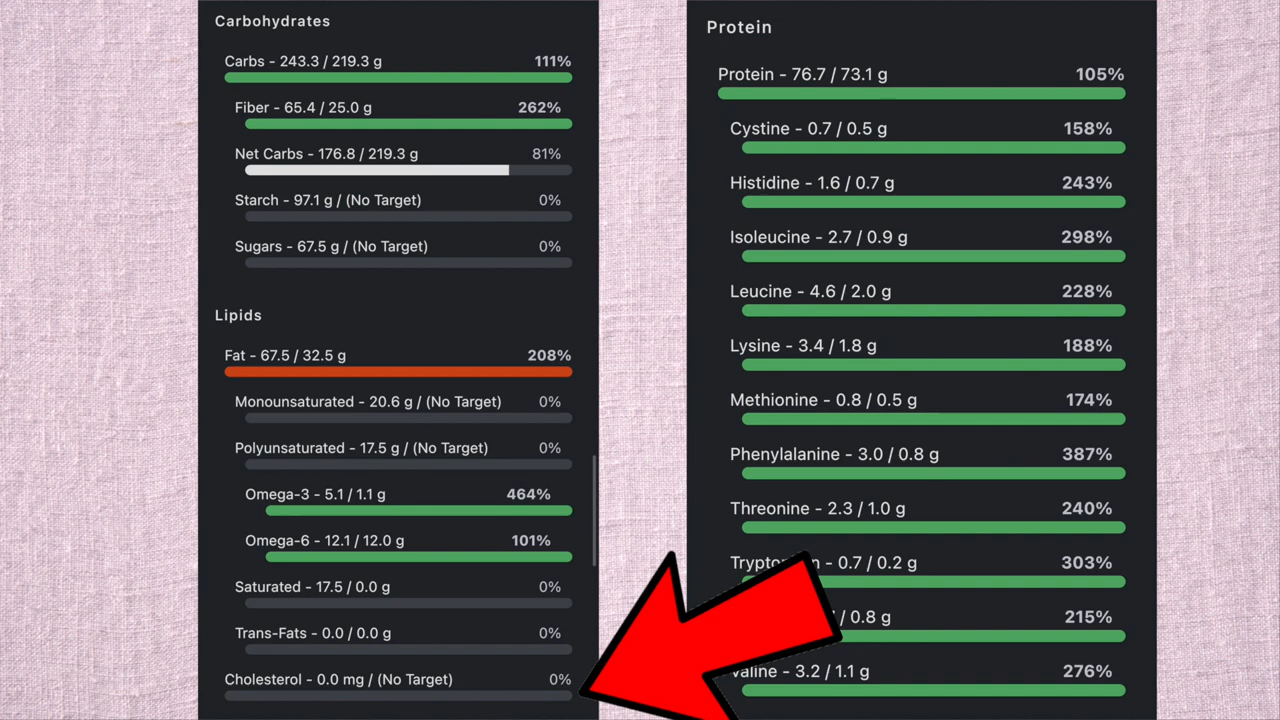 Carbohydrates
Carbs - 243.3 / 219.3 g 111%
Fiber - 65.4 / 25.0 g 262%
Net Carbs - 176.8 / 219.3 g 81%
Starch - 97.1 g / (No Target) 0%
Sugars - 67.5 g / (No Target) 0%
Lipids
Fat - 67.5 / 32.5 g 208%
Monounsaturated - 20.6 g / (No Target) 0%
Polyunsaturated - 17.5 g / (No Target) 0%
Omega-3 - 5.1 / 1.1 g 464%
Omega-6 - 12.1 / 12.0 g 101%
Saturated - 17.5 / 0.0 g 0%
Trans-Fats - 0.0 / 0.0 g 0%
Cholesterol - 0.0 mg / (No Target) 0%
Protein
Protein - 76.7 / 73.1 g 105%
Cystine - 0.7 / 0.5 g 158%
Histidine - 1.6 / 0.7 g 243%
Isoleucine - 2.7 / 0.9 g 298%
Leucine - 4.6 / 2.0 g 228%
Lysine - 3.4 / 1.8 g 188%
Methionine - 0.8 / 0.5 g 174%
Phenylalanine - 3.0 / 0.8 g 387%
Threonine - 2.3 / 1.0 g 240%
- 0.7 / 0.2 g 303%
/ 0.8 g 215%
Valine - 3.2 / 1.1 g 276%